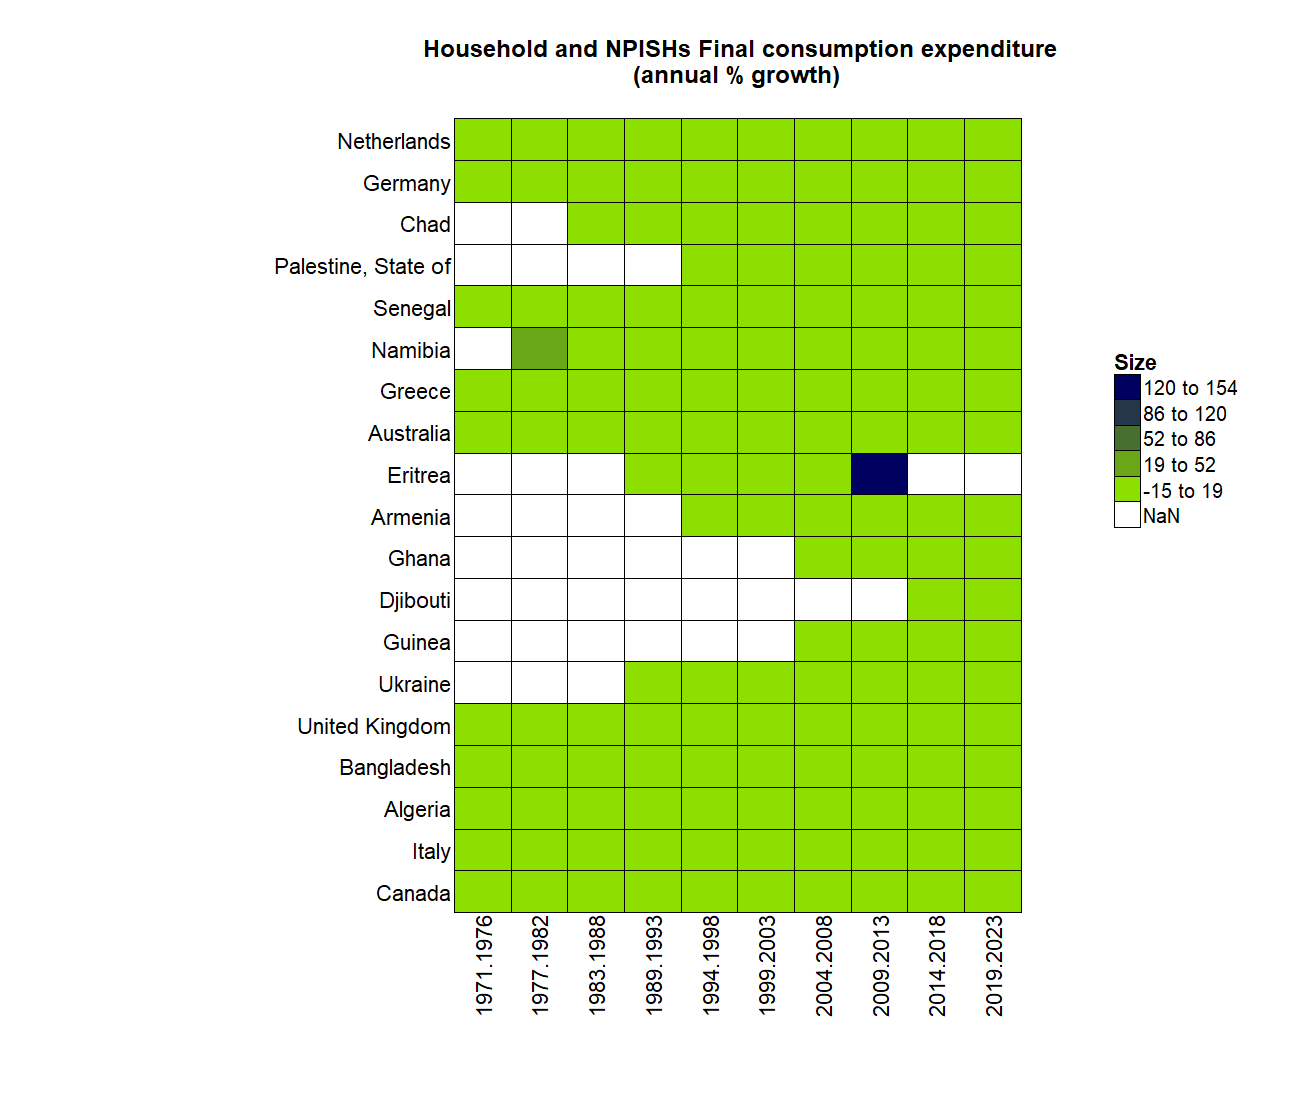 Household and NPISHs Final consumption expenditure
(annual % growth)
Netherlands
Germany
Chad
Palestine, State of
Senegal
Namibia
Greece
Australia
Eritrea
Armenia
Ghana
Djibouti
Guinea
Ukraine
United Kingdom
Bangladesh
Algeria
Italy
Canada
1971.1976
1977.1982
1983.1988
1989.1993
1994.1998
1999.2003
2004.2008
2009.2013
2014.2018
2019.2023
Size
120 to 154
86 to 120
52 to 86
19 to 52
-15 to 19
NaN